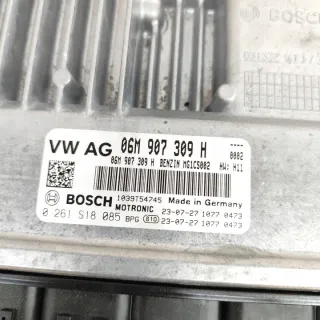 BOSCH
VW AG 06M 907 309 H ----
0002
06M 907 309 H BENZIN MG1CS002 HW: H11
BOSCH 1039T54745 Made in Germany
MOTRONIC 23-07-27 1077 0473
0 261 S18 085 BPG 23-07-27 1077 0473